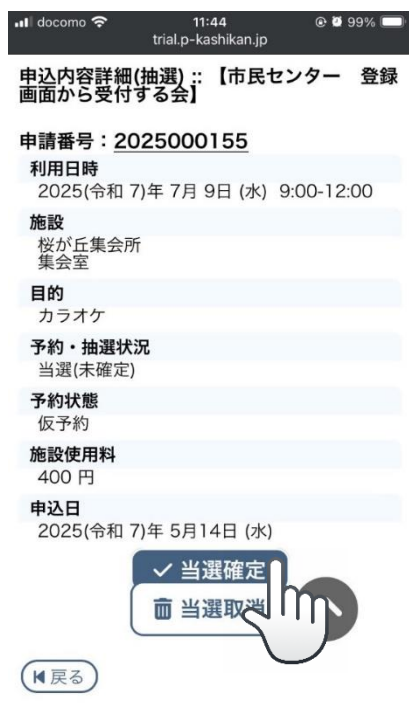 docomo 11:44 99%
trial.p-kashikan.jp
申込内容詳細(抽選) :: 【市民センター　登録
画面から受付する会】
申請番号：2025000155
利用日時
2025(令和 7)年 7月 9日 (水) 9:00-12:00
施設
桜が丘集会所
集会室
目的
カラオケ
予約・抽選状況
当選(未確定)
予約状態
仮予約
施設使用料
400 円
申込日
2025(令和 7)年 5月14日 (水)
当選確定
当選取消
戻る